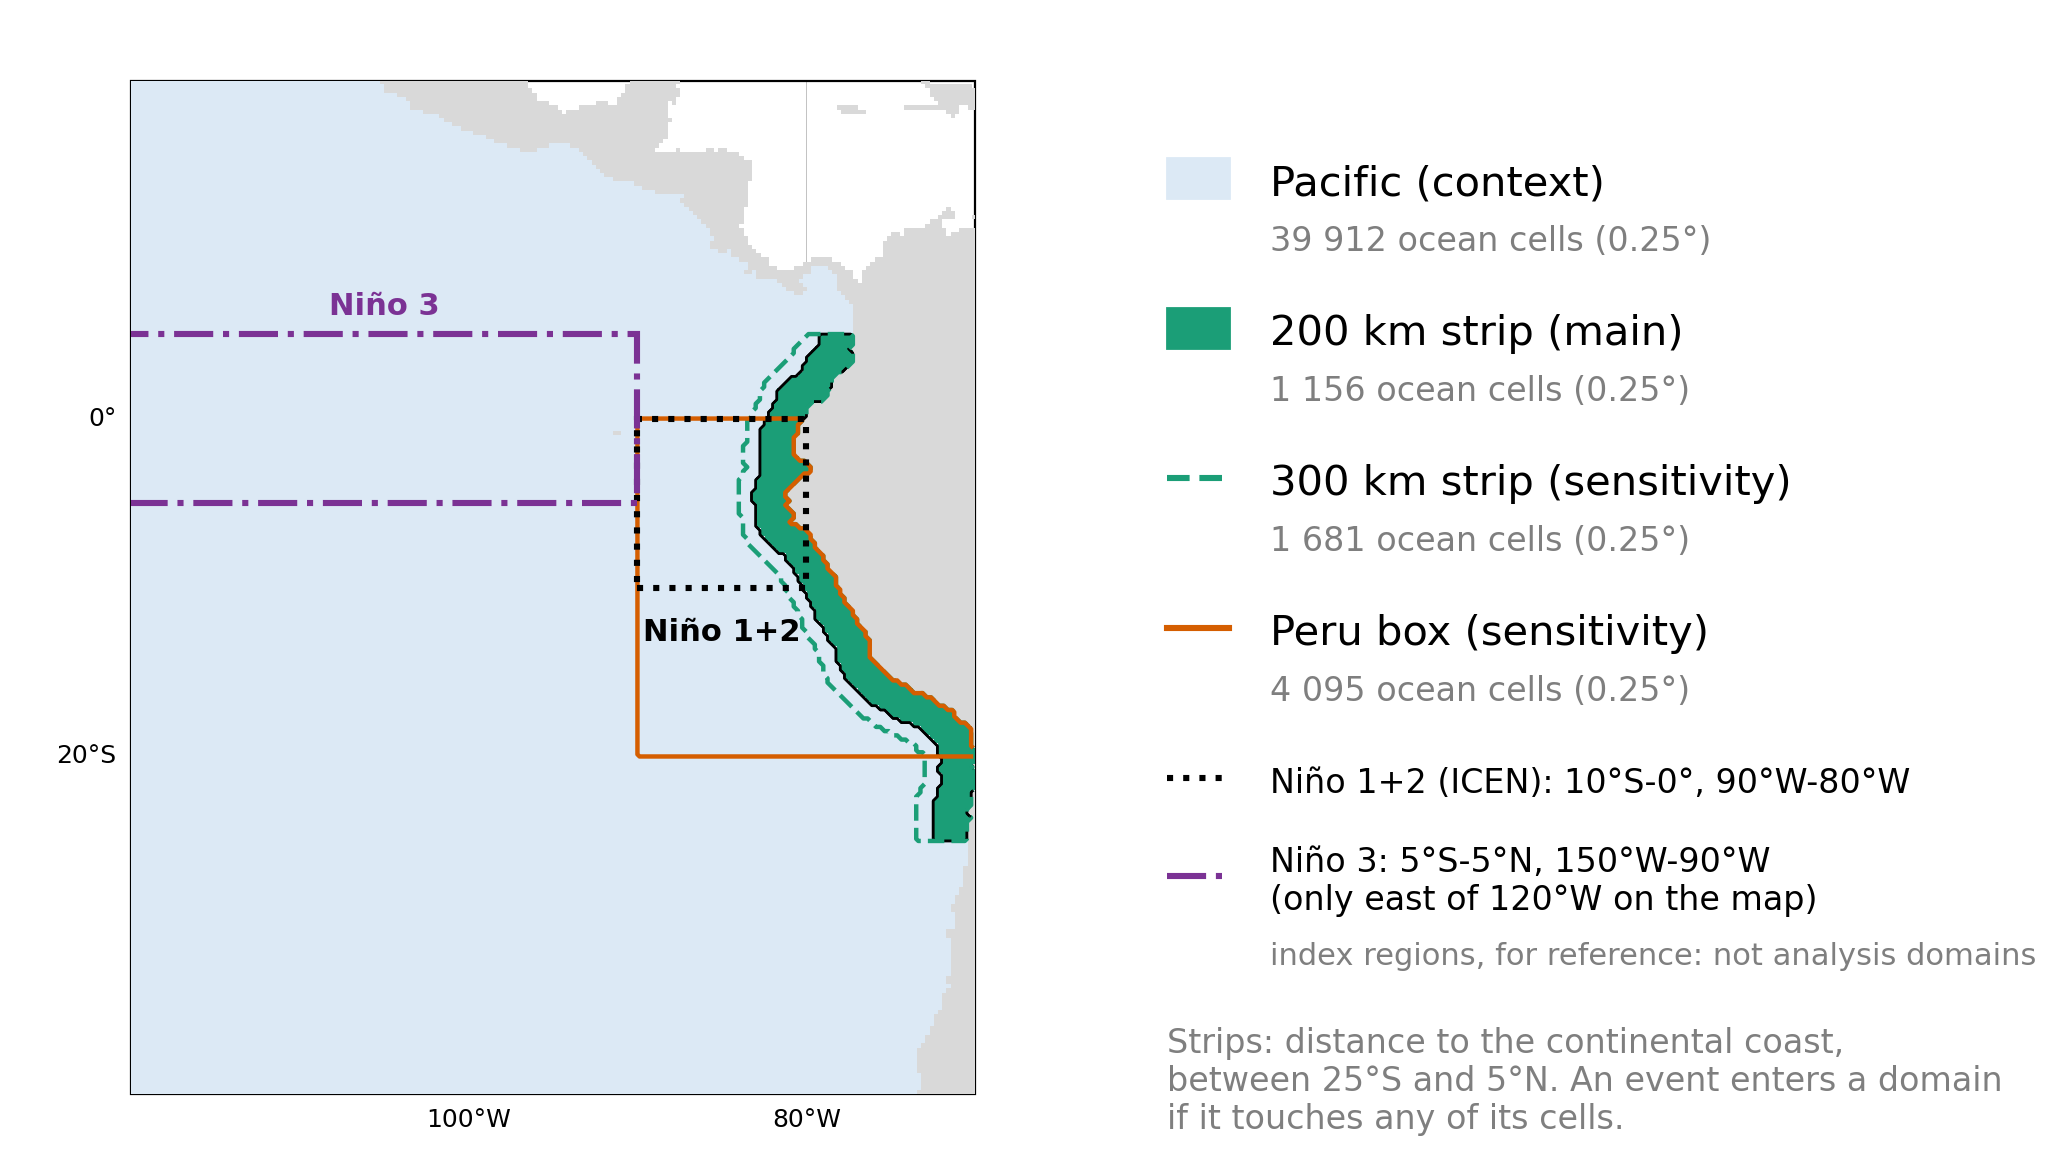 Niño 3
0°
Niño 1+2
20°S
100°W
80°W
Pacific (context)
39 912 ocean cells (0.25°)
200 km strip (main)
1 156 ocean cells (0.25°)
300 km strip (sensitivity)
1 681 ocean cells (0.25°)
Peru box (sensitivity)
4 095 ocean cells (0.25°)
Niño 1+2 (ICEN): 10°S-0°, 90°W-80°W
Niño 3: 5°S-5°N, 150°W-90°W
(only east of 120°W on the map)
index regions, for reference: not analysis domains
Strips: distance to the continental coast,
between 25°S and 5°N. An event enters a domain
if it touches any of its cells.